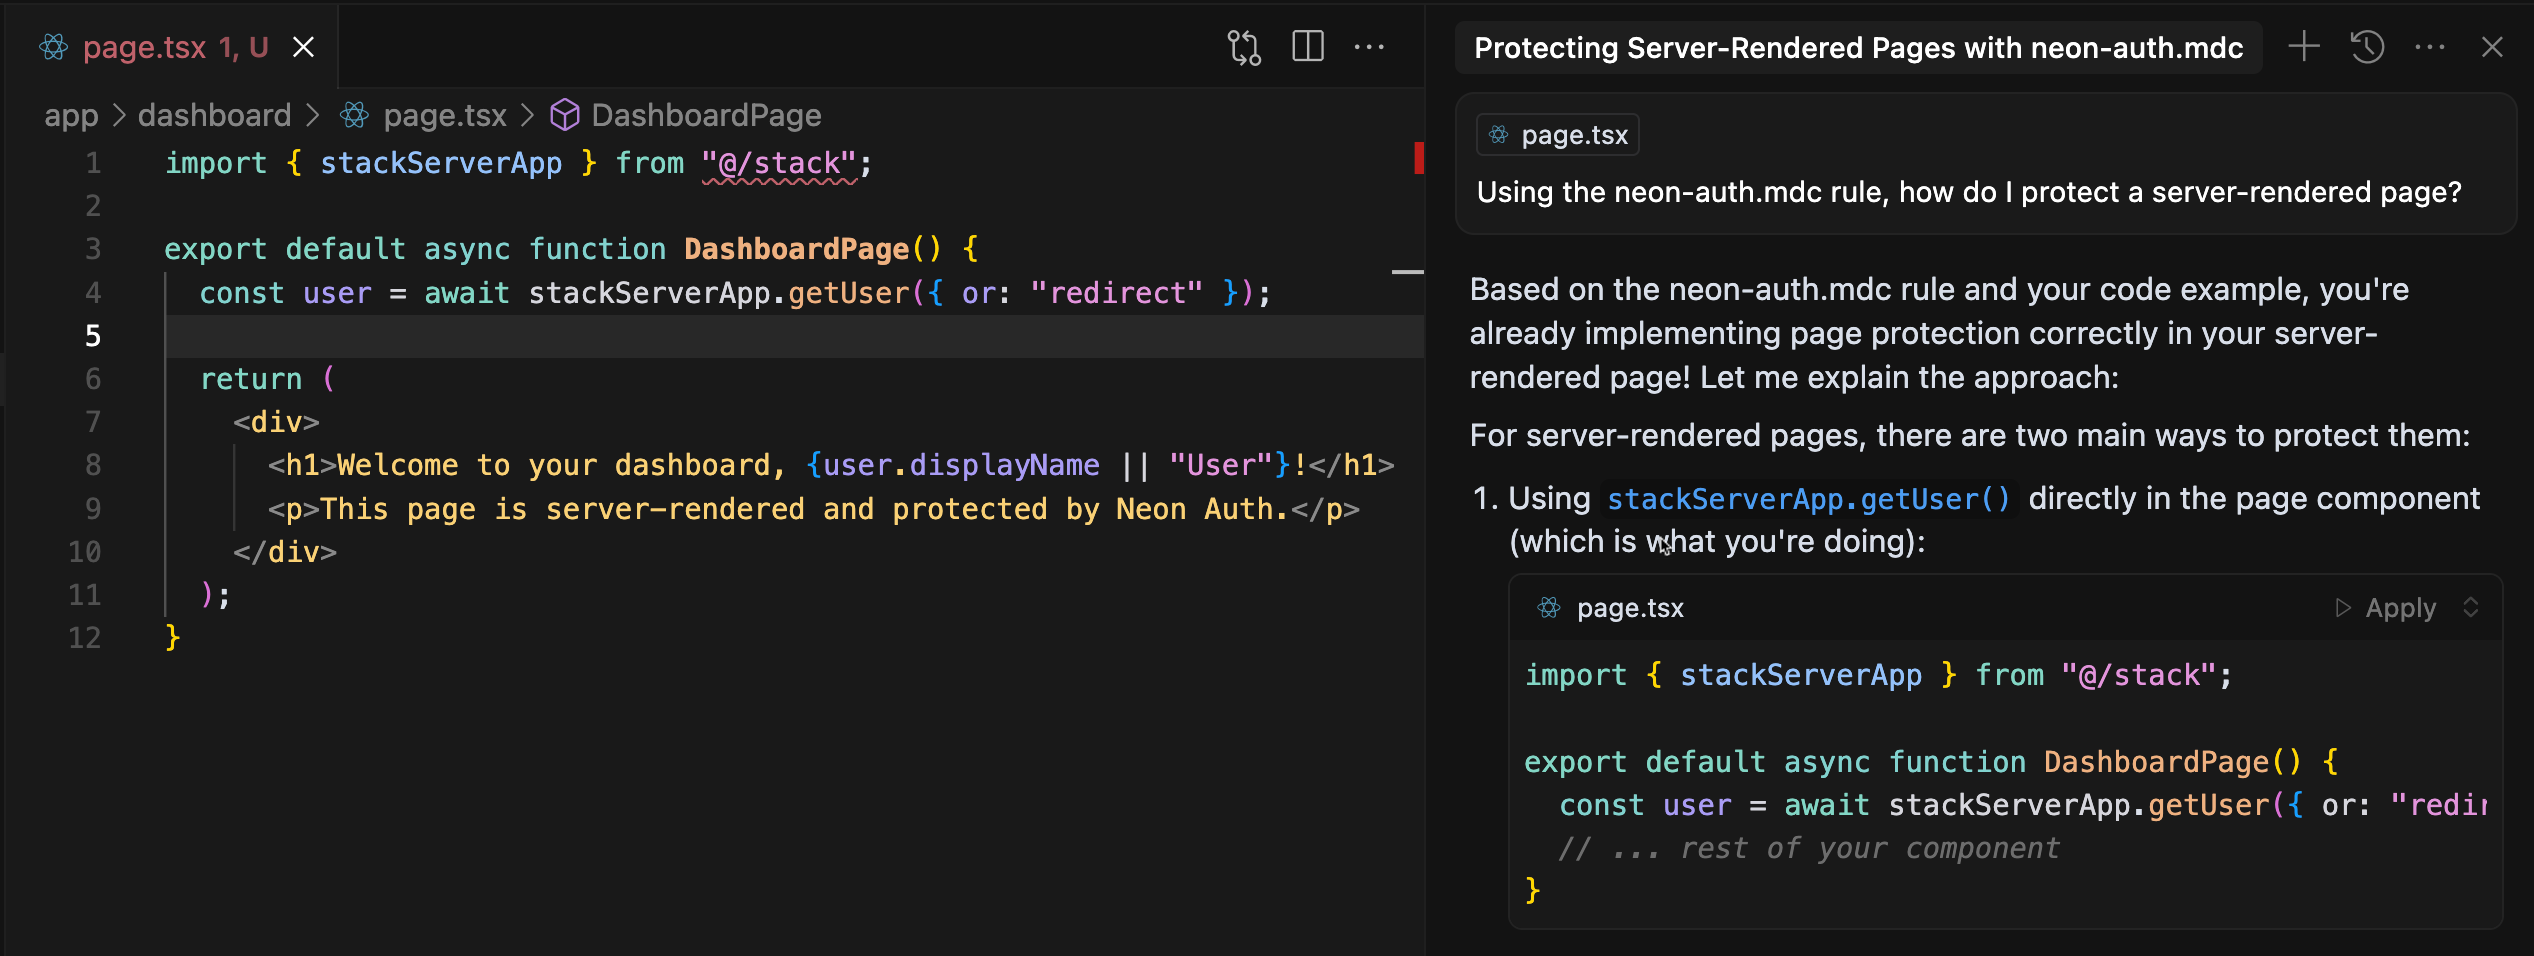 page.tsx 1, U
app > dashboard > page.tsx > DashboardPage
1 import { stackServerApp } from "@/stack";
2
3 export default async function DashboardPage() {
4 const user = await stackServerApp.getUser({ or: "redirect" });
5
6 return (
7 <div>
8 <h1>Welcome to your dashboard, {user.displayName || "User"}!</h1>
9 <p>This page is server-rendered and protected by Neon Auth.</p>
10 </div>
11 );
12 }
Protecting Server-Rendered Pages with neon-auth.mdc
page.tsx
Using the neon-auth.mdc rule, how do I protect a server-rendered page?
Based on the neon-auth.mdc rule and your code example, you're
already implementing page protection correctly in your server-
rendered page! Let me explain the approach:
For server-rendered pages, there are two main ways to protect them:
1. Using stackServerApp.getUser() directly in the page component
(which is what you're doing):
page.tsx Apply
import { stackServerApp } from "@/stack";
export default async function DashboardPage() {
const user = await stackServerApp.getUser({ or: "redir
// ... rest of your component
}